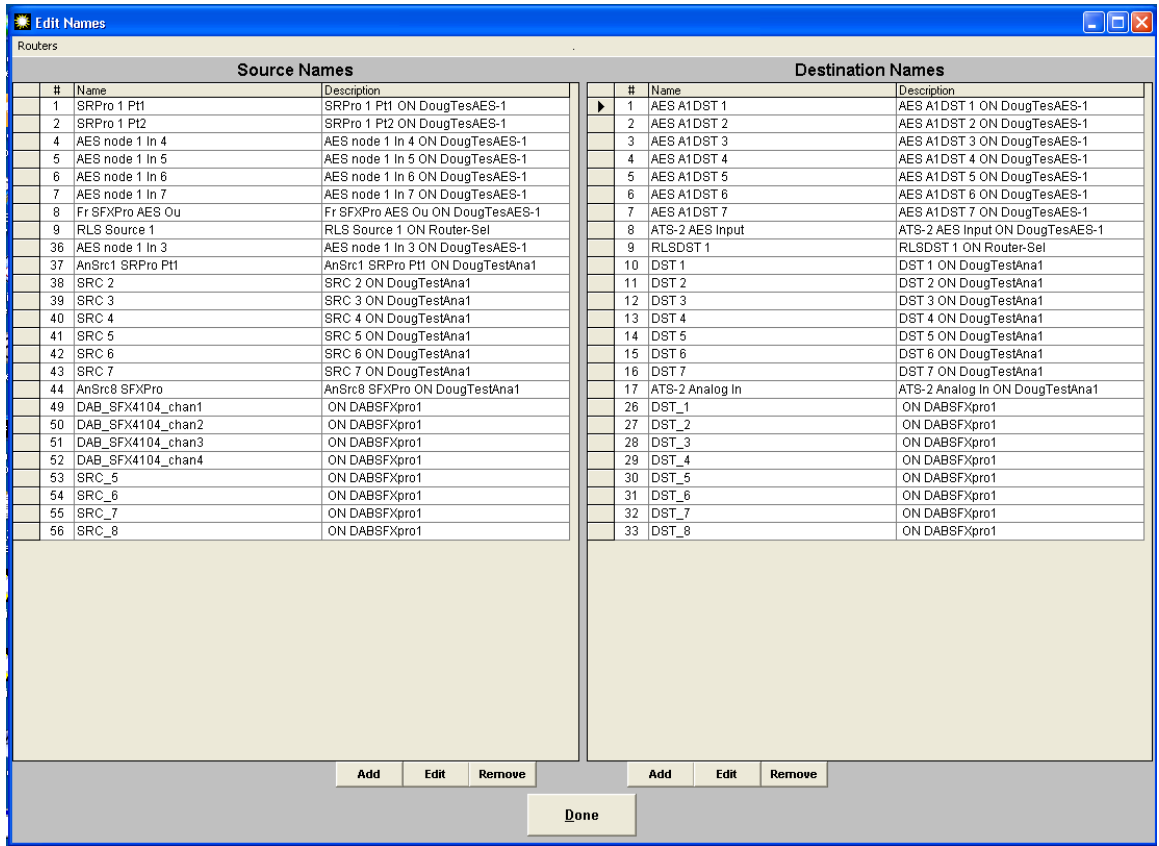 Edit Names
Routers
Source Names
# Name Description
1 SRPro 1 Pt1 SRPro 1 Pt1 ON DougTesAES-1
2 SRPro 1 Pt2 SRPro 1 Pt2 ON DougTesAES-1
4 AES node 1 In 4 AES node 1 In 4 ON DougTesAES-1
5 AES node 1 In 5 AES node 1 In 5 ON DougTesAES-1
6 AES node 1 In 6 AES node 1 In 6 ON DougTesAES-1
7 AES node 1 In 7 AES node 1 In 7 ON DougTesAES-1
8 Fr SFXPro AES Ou Fr SFXPro AES Ou ON DougTesAES-1
9 RLS Source 1 RLS Source 1 ON Router-Sel
36 AES node 1 In 3 AES node 1 In 3 ON DougTesAES-1
37 AnSrc1 SRPro Pt1 AnSrc1 SRPro Pt1 ON DougTestAna1
38 SRC 2 SRC 2 ON DougTestAna1
39 SRC 3 SRC 3 ON DougTestAna1
40 SRC 4 SRC 4 ON DougTestAna1
41 SRC 5 SRC 5 ON DougTestAna1
42 SRC 6 SRC 6 ON DougTestAna1
43 SRC 7 SRC 7 ON DougTestAna1
44 AnSrc8 SFXPro AnSrc8 SFXPro ON DougTestAna1
49 DAB_SFX4104_chan1 ON DABSFXpro1
50 DAB_SFX4104_chan2 ON DABSFXpro1
51 DAB_SFX4104_chan3 ON DABSFXpro1
52 DAB_SFX4104_chan4 ON DABSFXpro1
53 SRC_5 ON DABSFXpro1
54 SRC_6 ON DABSFXpro1
55 SRC_7 ON DABSFXpro1
56 SRC_8 ON DABSFXpro1
Add Edit Remove
Destination Names
# Name Description
1 AES A1DST 1 AES A1DST 1 ON DougTesAES-1
2 AES A1DST 2 AES A1DST 2 ON DougTesAES-1
3 AES A1DST 3 AES A1DST 3 ON DougTesAES-1
4 AES A1DST 4 AES A1DST 4 ON DougTesAES-1
5 AES A1DST 5 AES A1DST 5 ON DougTesAES-1
6 AES A1DST 6 AES A1DST 6 ON DougTesAES-1
7 AES A1DST 7 AES A1DST 7 ON DougTesAES-1
8 ATS-2 AES Input ATS-2 AES Input ON DougTesAES-1
9 RLSDST 1 RLSDST 1 ON Router-Sel
10 DST 1 DST 1 ON DougTestAna1
11 DST 2 DST 2 ON DougTestAna1
12 DST 3 DST 3 ON DougTestAna1
13 DST 4 DST 4 ON DougTestAna1
14 DST 5 DST 5 ON DougTestAna1
15 DST 6 DST 6 ON DougTestAna1
16 DST 7 DST 7 ON DougTestAna1
17 ATS-2 Analog In ATS-2 Analog In ON DougTestAna1
26 DST_1 ON DABSFXpro1
27 DST_2 ON DABSFXpro1
28 DST_3 ON DABSFXpro1
29 DST_4 ON DABSFXpro1
30 DST_5 ON DABSFXpro1
31 DST_6 ON DABSFXpro1
32 DST_7 ON DABSFXpro1
33 DST_8 ON DABSFXpro1
Add Edit Remove
Done